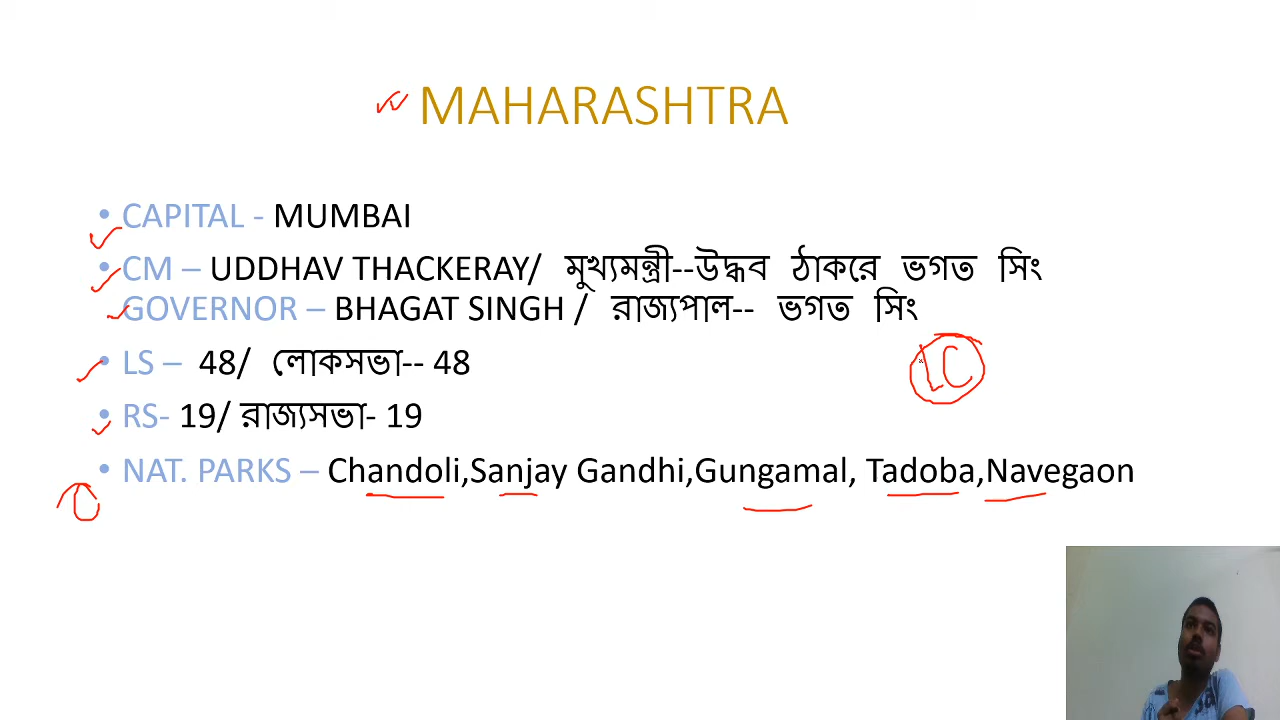 MAHARASHTRA
• CAPITAL - MUMBAI
• CM – UDDHAV THACKERAY/ মুখ্যমন্ত্রী--উদ্ধব ঠাকরে ভগত সিং
GOVERNOR – BHAGAT SINGH / রাজ্যপাল-- ভগত সিং
• LS – 48/ লোকসভা-- 48
LC
• RS- 19/ রাজ্যসভা- 19
• NAT. PARKS – Chandoli,Sanjay Gandhi,Gungamal, Tadoba,Navegaon